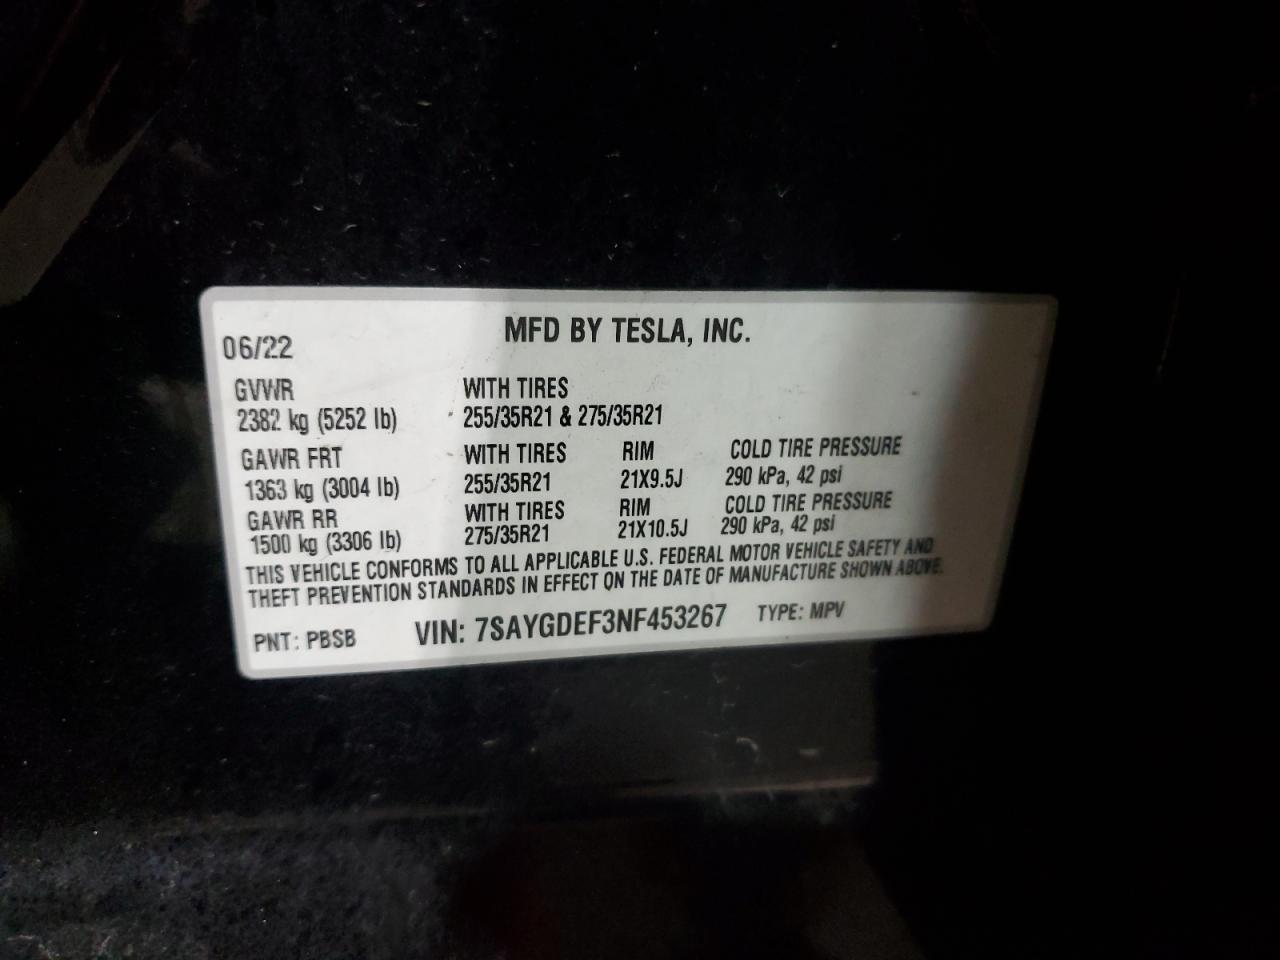 MFD BY TESLA, INC.
06/22
GVWR WITH TIRES
2382 kg (5252 lb) 255/35R21 & 275/35R21
GAWR FRT WITH TIRES RIM COLD TIRE PRESSURE
1363 kg (3004 lb) 255/35R21 21X9.5J 290 kPa, 42 psi
GAWR RR WITH TIRES RIM COLD TIRE PRESSURE
1500 kg (3306 lb) 275/35R21 21X10.5J 290 kPa, 42 psi
THIS VEHICLE CONFORMS TO ALL APPLICABLE U.S. FEDERAL MOTOR VEHICLE SAFETY AND
THEFT PREVENTION STANDARDS IN EFFECT ON THE DATE OF MANUFACTURE SHOWN ABOVE.
PNT: PBSB VIN: 7SAYGDEF3NF453267 TYPE: MPV